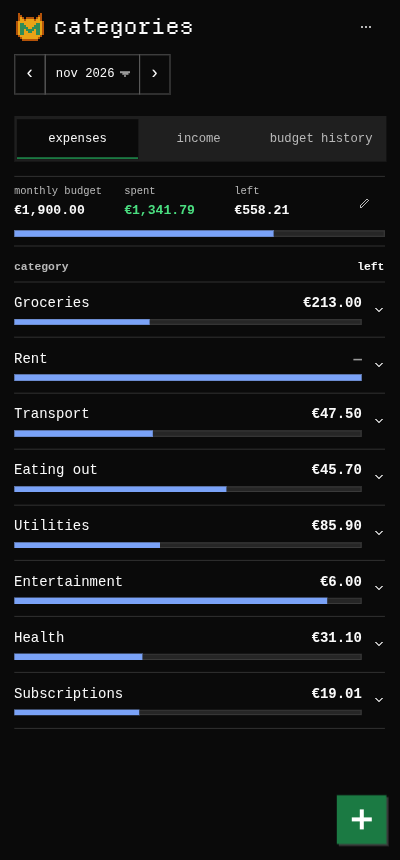 categories
nov 2026
expenses income budget history
monthly budget spent left
€1,900.00 €1,341.79 €558.21
category left
Groceries €213.00
Rent —
Transport €47.50
Eating out €45.70
Utilities €85.90
Entertainment €6.00
Health €31.10
Subscriptions €19.01